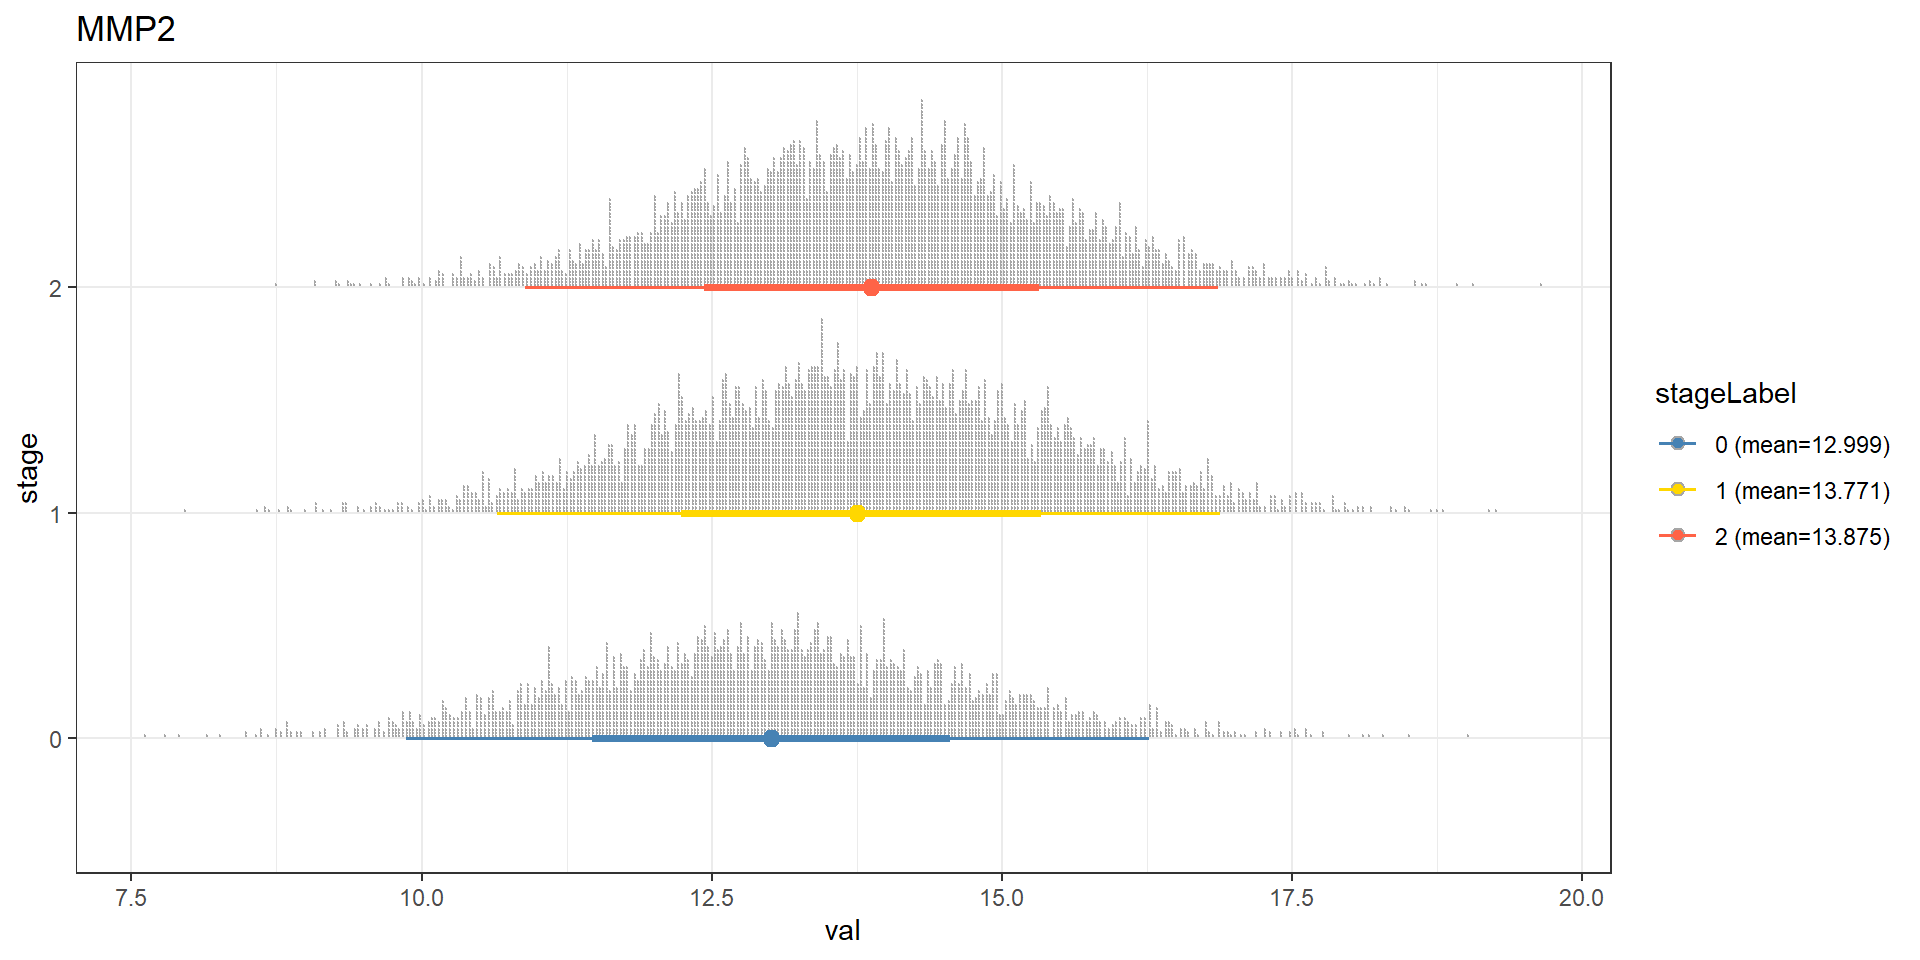 MMP2
stage
2
1
0
7.5 10.0 12.5 15.0 17.5 20.0
val
stageLabel
0 (mean=12.999)
1 (mean=13.771)
2 (mean=13.875)